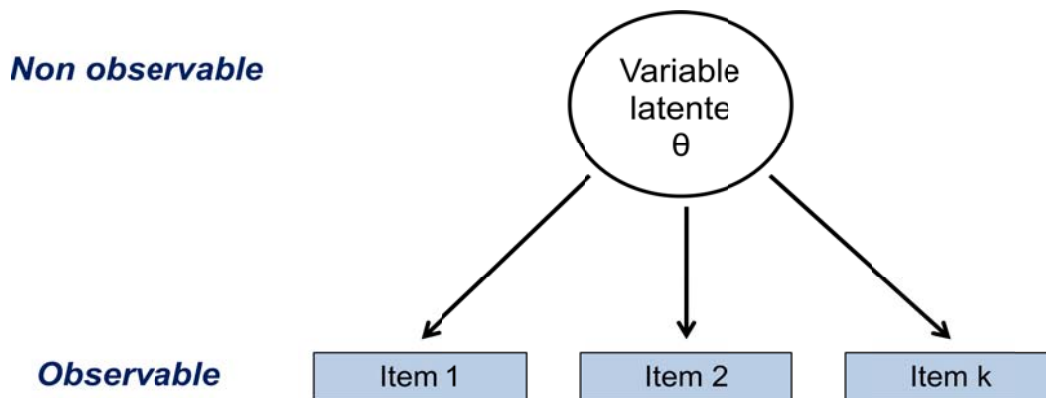 Non observable
Variable
latente
θ
Observable
Item 1
Item 2
Item k